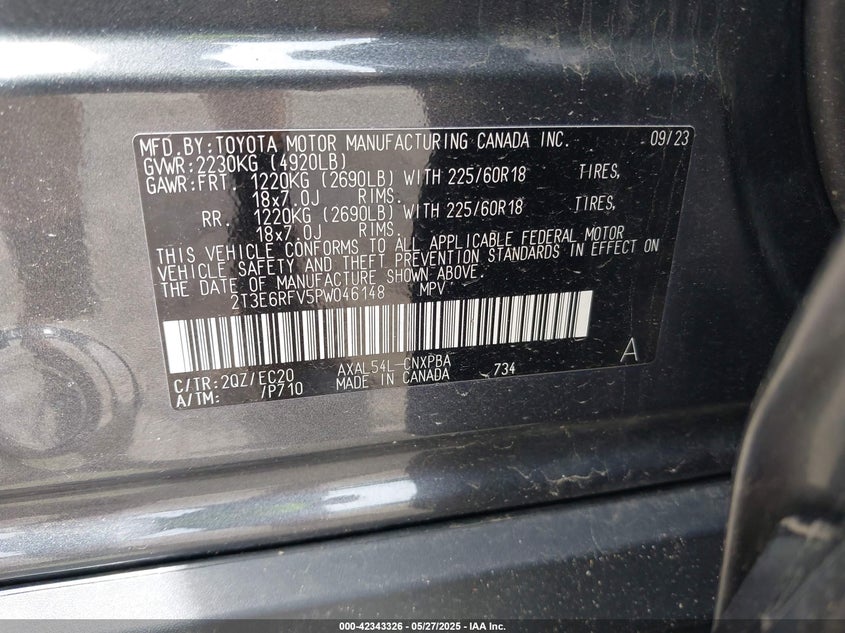 MFD.BY:TOYOTA MOTOR MANUFACTURING CANADA INC. 09/23
GVWR:2230KG (4920LB)
GAWR:FRT. 1220KG (2690LB) WITH 225/60R18 TIRES,
18x7.0J RIMS.
RR. 1220KG (2690LB) WITH 225/60R18 TIRES,
18x7.0J RIMS.
THIS VEHICLE CONFORMS TO ALL APPLICABLE FEDERAL MOTOR
VEHICLE SAFETY AND THEFT PREVENTION STANDARDS IN EFFECT ON
THE DATE OF MANUFACTURE SHOWN ABOVE.
2T3E6RFV5PW046148 MPV
A
C/TR:2QZ/EC20 AXAL54L-CNXPBA 734
A/TM: /P710 MADE IN CANADA
000-42343326 - 05/27/2025 - IAA Inc.